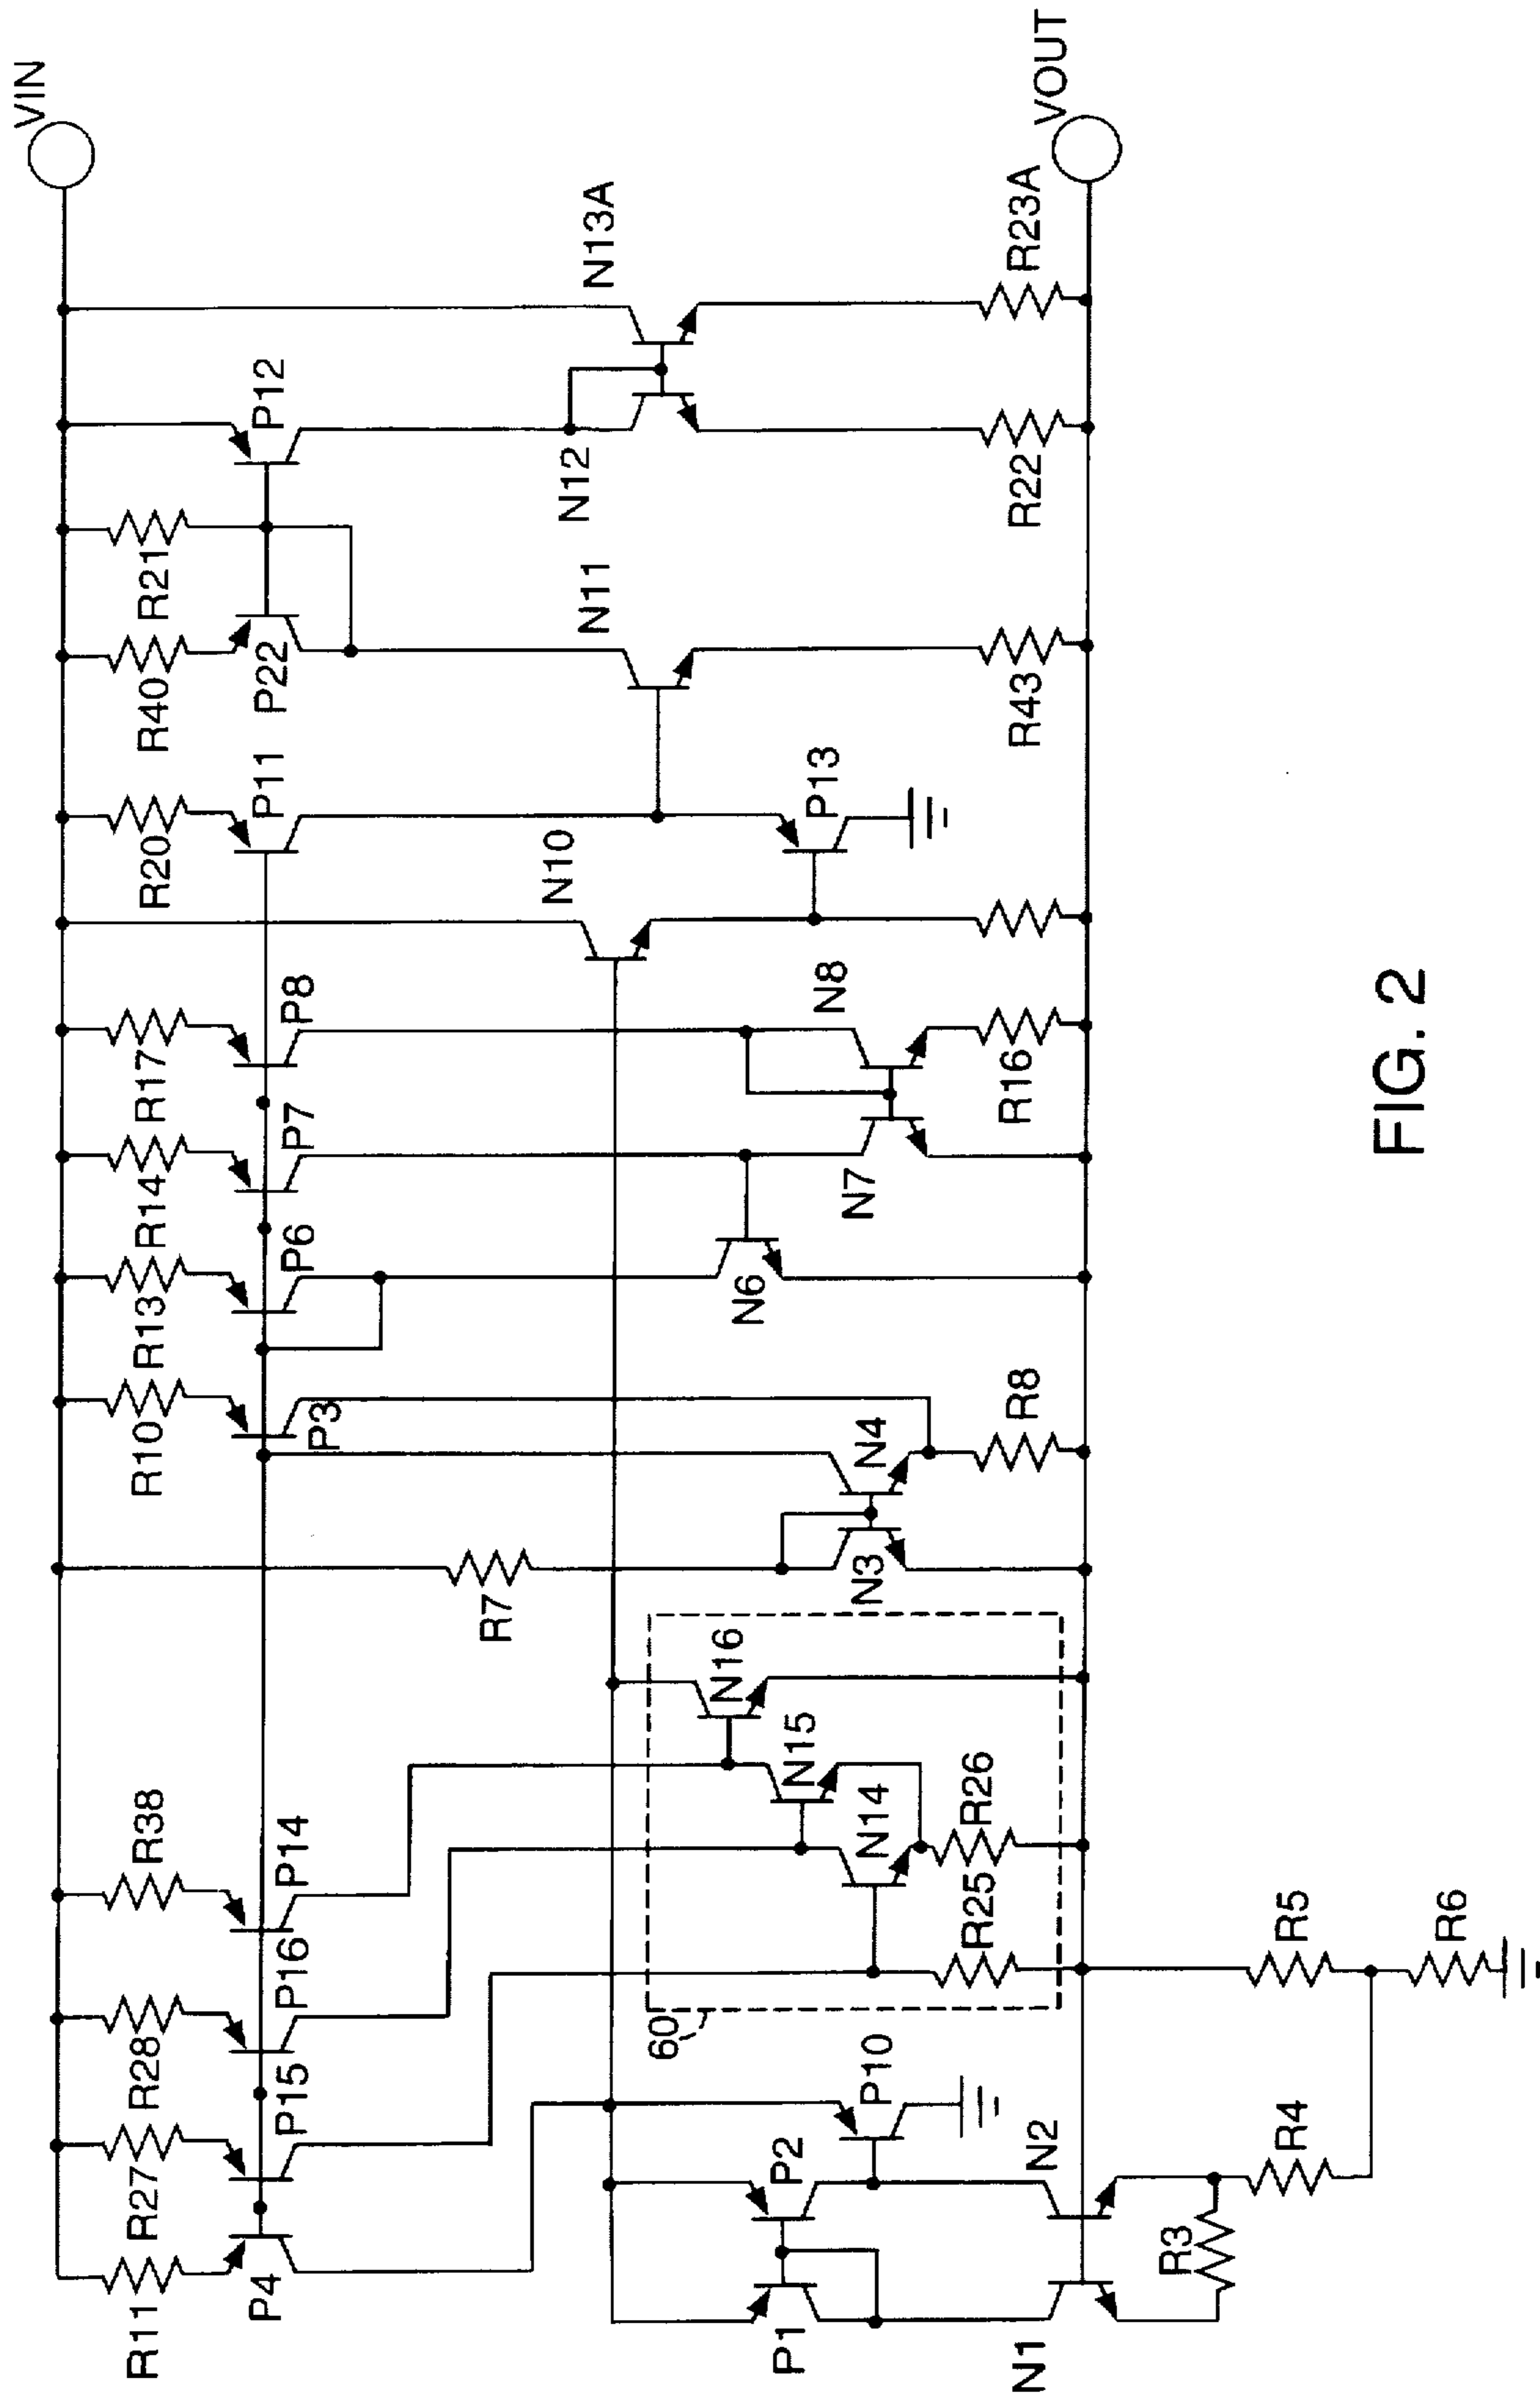 VIN
R11
R27
R28
R38
R10
R13
R14
R17
R20
R40
R21
P4
P15
P16
P14
P3
P6
P7
P8
P11
P22
P12
R7
N10
N11
N12
N13A
60
P1
P2
P10
N14
N15
N16
N3
N4
N6
N7
N8
P13
R25
R26
R8
R16
R43
R22
R23A
VOUT
N1
N2
R3
R4
R5
R6
FIG. 2